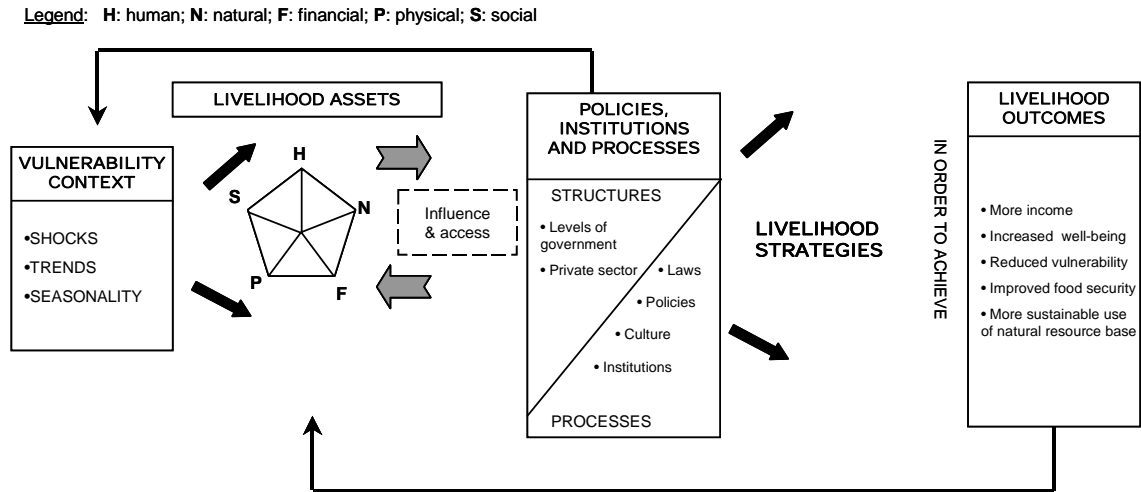 Legend: H: human; N: natural; F: financial; P: physical; S: social
LIVELIHOOD ASSETS
VULNERABILITY
CONTEXT
•SHOCKS
•TRENDS
•SEASONALITY
H
S
N
P
F
Influence
& access
POLICIES,
INSTITUTIONS
AND PROCESSES
STRUCTURES
• Levels of
government
• Private sector
• Laws
• Policies
• Culture
• Institutions
PROCESSES
LIVELIHOOD
STRATEGIES
IN ORDER TO ACHIEVE
LIVELIHOOD
OUTCOMES
• More income
• Increased well-being
• Reduced vulnerability
• Improved food security
• More sustainable use
of natural resource base